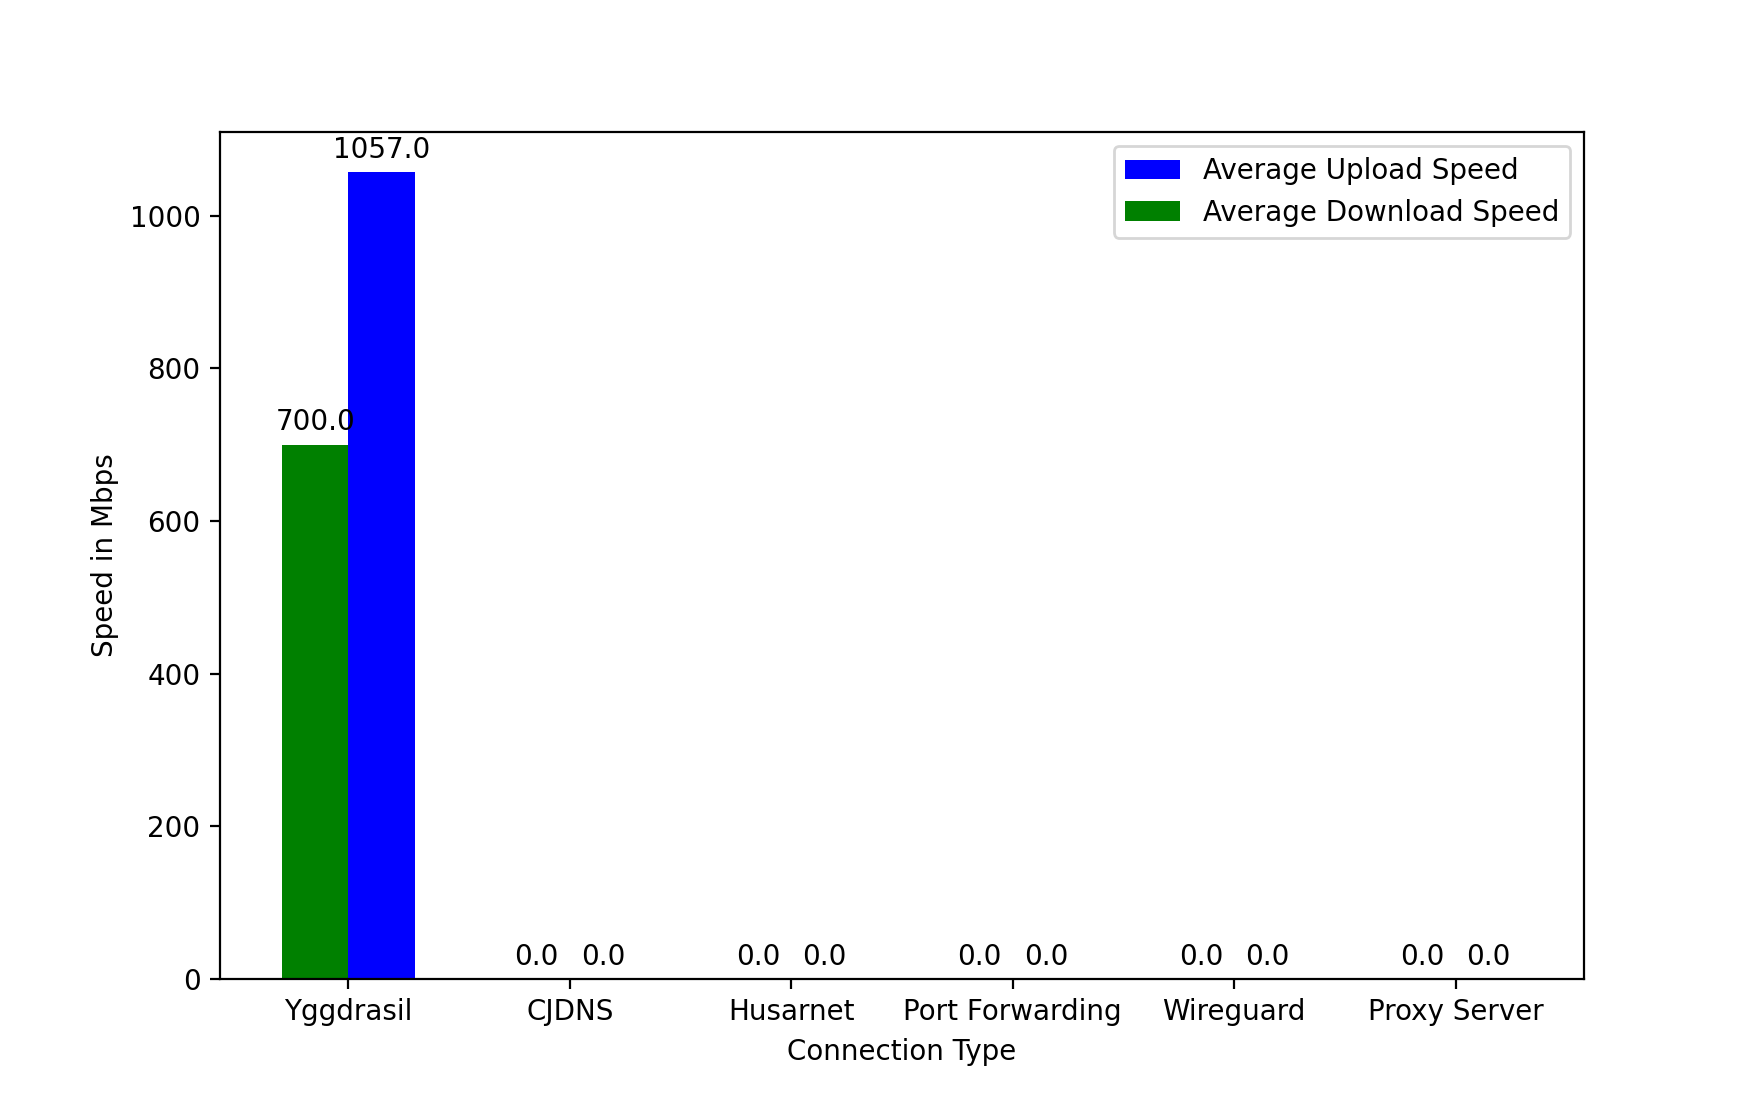 1057.0
Average Upload Speed
Average Download Speed
1000
800
700.0
600
400
200
0
Speed in Mbps
0.0 0.0 0.0 0.0 0.0 0.0 0.0 0.0 0.0 0.0
Yggdrasil CJDNS Husarnet Port Forwarding Wireguard Proxy Server
Connection Type